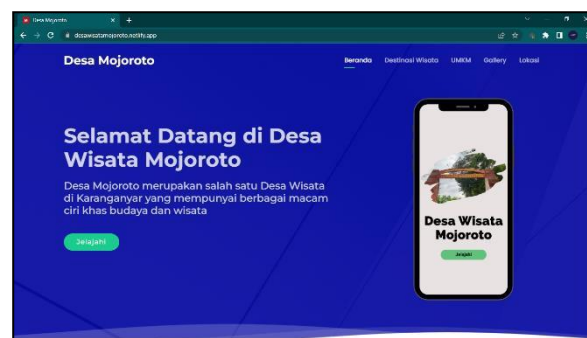 Desa Mojoroto
desawisatamojoroto.netlify.app
Desa Mojoroto
Beranda Destinasi Wisata UMKM Gallery Lokasi
Selamat Datang di Desa
Wisata Mojoroto
Desa Mojoroto merupakan salah satu Desa Wisata
di Karanganyar yang mempunyai berbagai macam
ciri khas budaya dan wisata
Jelajahi
Desa Wisata
Mojoroto
Jelajahi